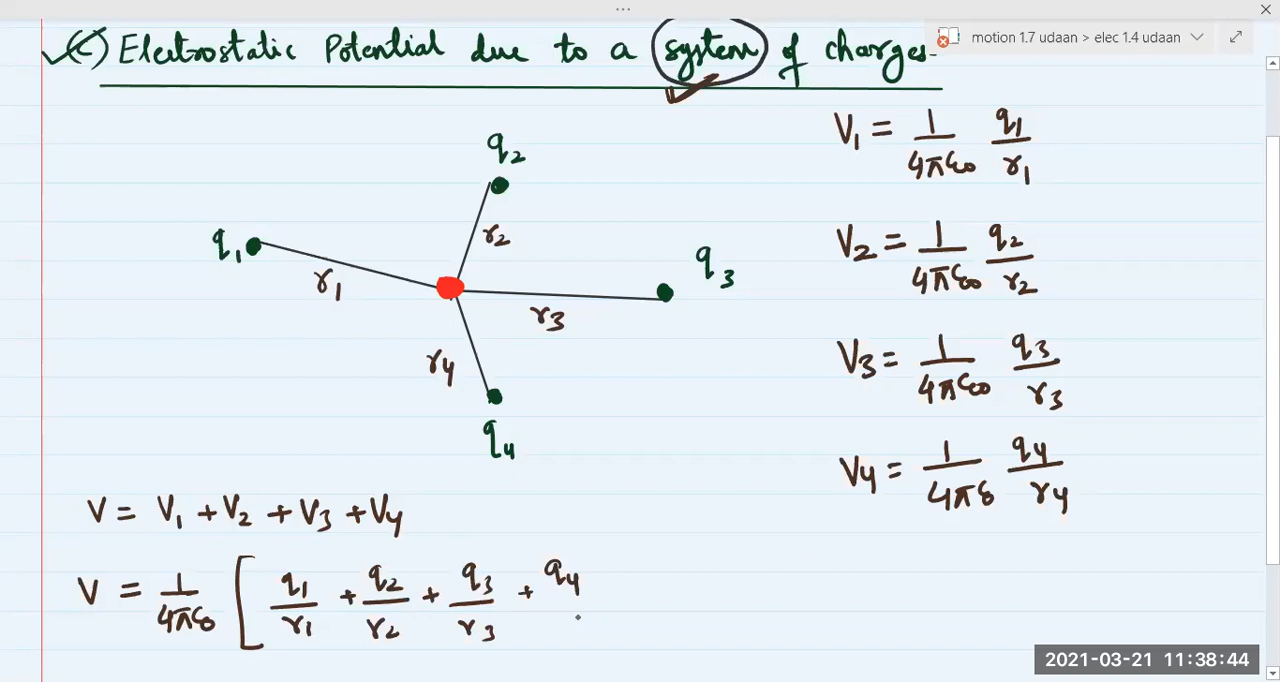 (c) Electrostatic Potential due to a system of charges.
motion 1.7 udaan > elec 1.4 udaan
q₂
q₁
r₂
q₃
r₁
r₃
r₄
q₄
V₁ = 1/4πε₀ q₁/r₁
V₂ = 1/4πε₀ q₂/r₂
V₃ = 1/4πε₀ q₃/r₃
V₄ = 1/4πε q₄/r₄
V = V₁ + V₂ + V₃ + V₄
V = 1/4πε₀ [ q₁/r₁ + q₂/r₂ + q₃/r₃ + q₄
2021-03-21 11:38:44